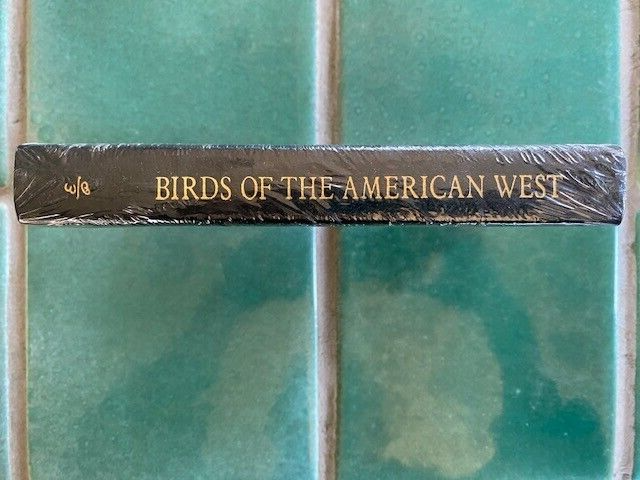 BIRDS OF THE AMERICAN WEST